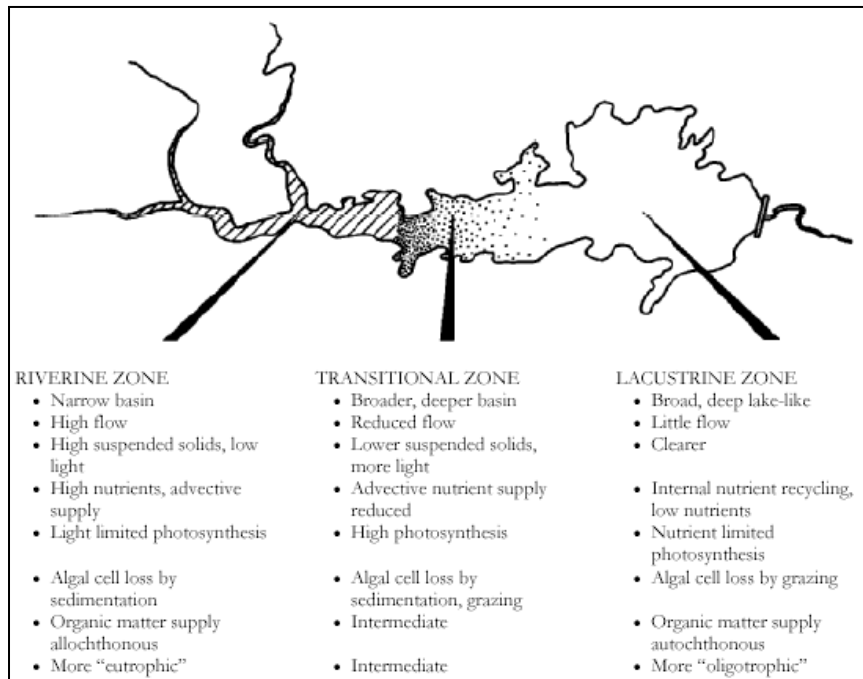 RIVERINE ZONE
• Narrow basin
• High flow
• High suspended solids, low
light
• High nutrients, advective
supply
• Light limited photosynthesis
• Algal cell loss by
sedimentation
• Organic matter supply
allochthonous
• More “eutrophic”
TRANSITIONAL ZONE
• Broader, deeper basin
• Reduced flow
• Lower suspended solids,
more light
• Advective nutrient supply
reduced
• High photosynthesis
• Algal cell loss by
sedimentation, grazing
• Intermediate
• Intermediate
LACUSTRINE ZONE
• Broad, deep lake-like
• Little flow
• Clearer
• Internal nutrient recycling,
low nutrients
• Nutrient limited
photosynthesis
• Algal cell loss by grazing
• Organic matter supply
autochthonous
• More “oligotrophic”